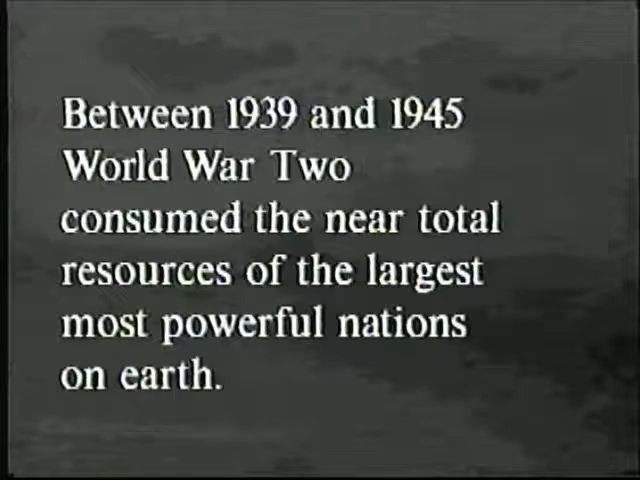 Between 1939 and 1945
World War Two
consumed the near total
resources of the largest
most powerful nations
on earth.